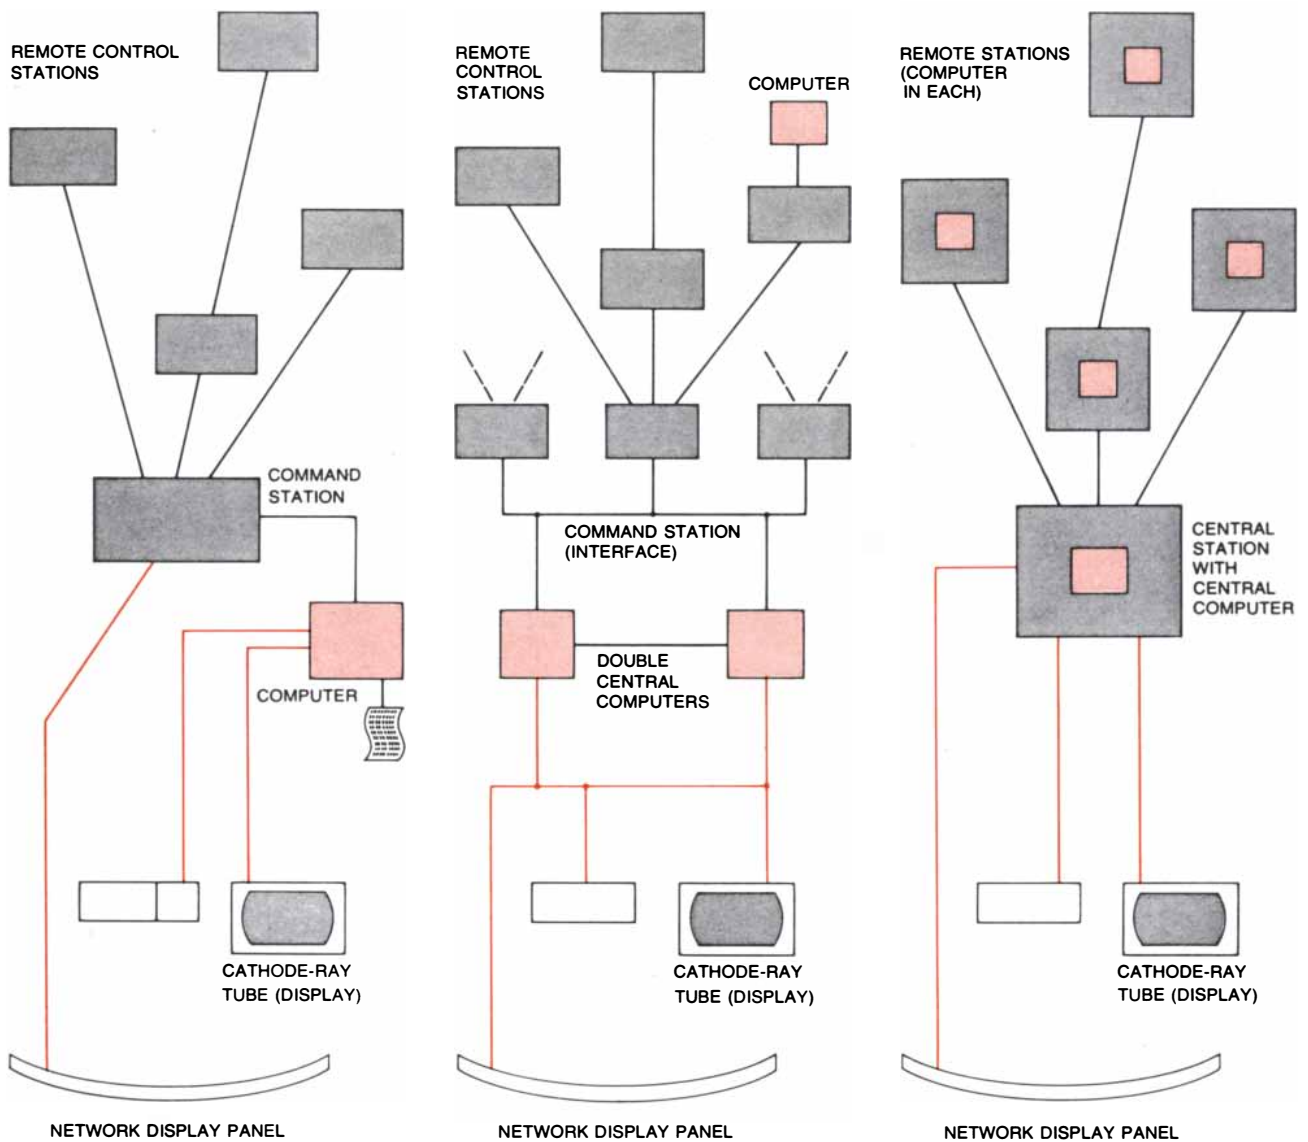 REMOTE CONTROL
STATIONS
COMMAND
STATION
COMPUTER
CATHODE-RAY
TUBE (DISPLAY)
NETWORK DISPLAY PANEL
REMOTE
CONTROL
STATIONS
COMPUTER
COMMAND STATION
(INTERFACE)
DOUBLE
CENTRAL
COMPUTERS
CATHODE-RAY
TUBE (DISPLAY)
NETWORK DISPLAY PANEL
REMOTE STATIONS
(COMPUTER
IN EACH)
CENTRAL
STATION
WITH
CENTRAL
COMPUTER
CATHODE-RAY
TUBE (DISPLAY)
NETWORK DISPLAY PANEL